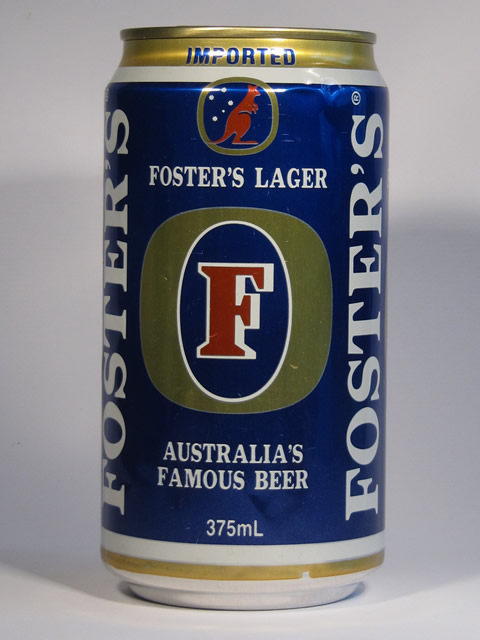 IMPORTED
FOSTER'S LAGER
FOSTER'S
F
FOSTER'S®
AUSTRALIA'S
FAMOUS BEER
375mL